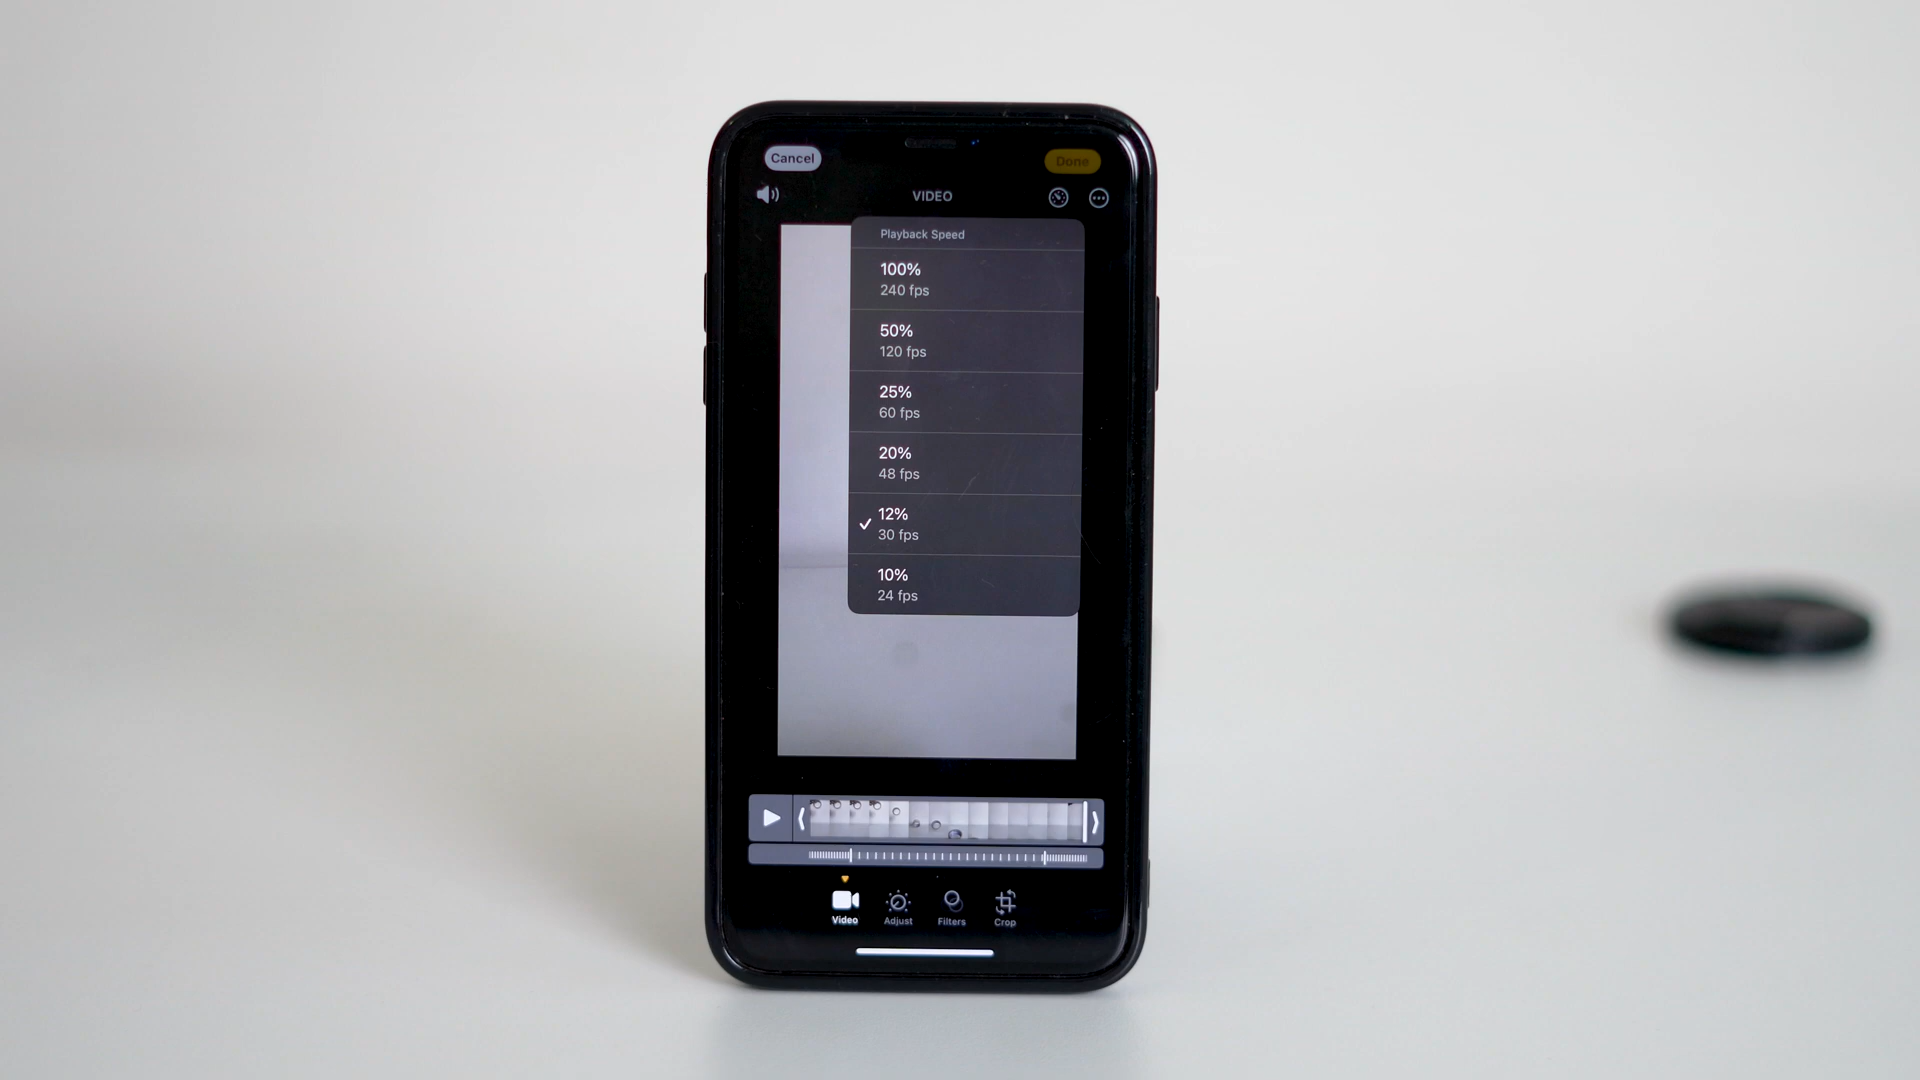 Cancel
Done
VIDEO
Playback Speed
100%
240 fps
50%
120 fps
25%
60 fps
20%
48 fps
12%
30 fps
10%
24 fps
Video
Adjust
Filters
Crop